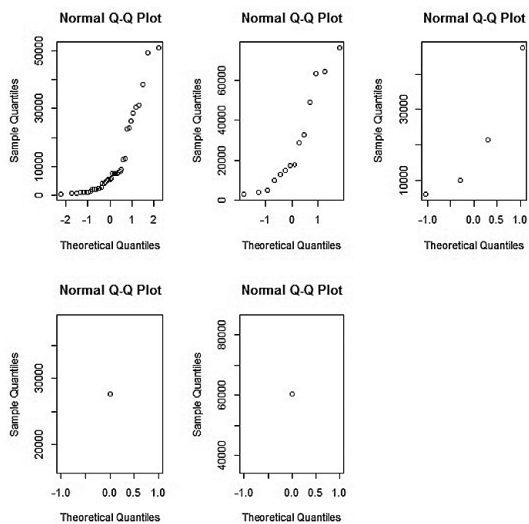 Normal Q-Q Plot
Sample Quantiles
0 10000 30000 50000
-2 -1 0 1 2
Theoretical Quantiles
Normal Q-Q Plot
Sample Quantiles
0 20000 40000 60000
-1 0 1
Theoretical Quantiles
Normal Q-Q Plot
Sample Quantiles
10000 30000
-1.0 0.0 0.5 1.0
Theoretical Quantiles
Normal Q-Q Plot
Sample Quantiles
20000 30000
-1.0 0.0 0.5 1.0
Theoretical Quantiles
Normal Q-Q Plot
Sample Quantiles
40000 60000 80000
-1.0 0.0 0.5 1.0
Theoretical Quantiles